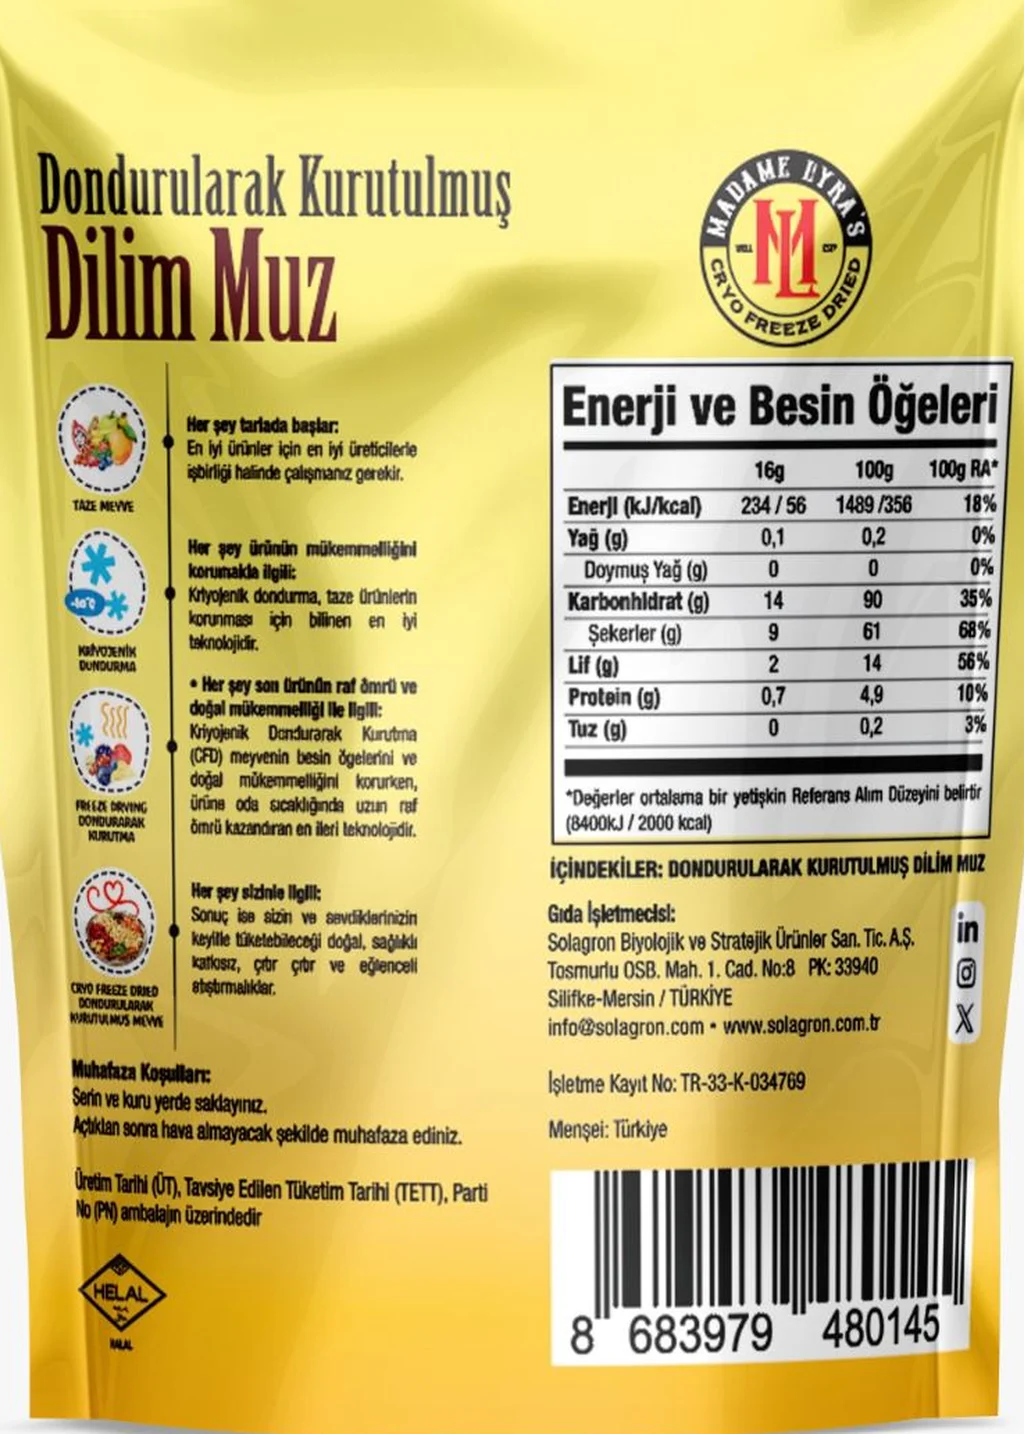 Dondurularak Kurutulmuş
Dilim Muz
MADAME LYRA'S
ML
CRYO FREEZE DRIED
TAZE MEYVE
Her şey tarlada başlar:
En iyi ürünler için en iyi üreticilerle
işbirliği halinde çalışmanız gerekir.
KRİYOJENİK
DONDURMA
Her şey ürünün mükemmelliğini
korumakla ilgili:
Kriyojenik dondurma, taze ürünlerin
korunması için bilinen en iyi
teknolojidir.
FREEZE DRYING
DONDURARAK
KURUTMA
• Her şey son ürünün raf ömrü ve
doğal mükemmelliği ile ilgili:
Kriyojenik Dondurarak Kurutma
(CFD) meyvenin besin ögelerini ve
doğal mükemmelliğini korurken,
ürüne oda sıcaklığında uzun raf
ömrü kazandıran en ileri teknolojidir.
CRYO FREEZE DRIED
DONDURULARAK
KURUTULMUŞ MEYVE
Her şey sizinle ilgili:
Sonuç ise sizin ve sevdiklerinizin
keyifle tüketebileceği doğal, sağlıklı
katkısız, çıtır çıtır ve eğlenceli
atıştırmalıklar.
Muhafaza Koşulları:
Serin ve kuru yerde saklayınız.
Açtıktan sonra hava almayacak şekilde muhafaza ediniz.
Üretim Tarihi (ÜT), Tavsiye Edilen Tüketim Tarihi (TETT), Parti
No (PN) ambalajın üzerindedir
HELAL
HALAL
Enerji ve Besin Öğeleri
16g 100g 100g RA*
Enerji (kJ/kcal) 234 / 56 1489 /356 18%
Yağ (g) 0,1 0,2 0%
Doymuş Yağ (g) 0 0 0%
Karbonhidrat (g) 14 90 35%
Şekerler (g) 9 61 68%
Lif (g) 2 14 56%
Protein (g) 0,7 4,9 10%
Tuz (g) 0 0,2 3%
*Değerler ortalama bir yetişkin Referans Alım Düzeyini belirtir
(8400kJ / 2000 kcal)
İÇİNDEKİLER: DONDURULARAK KURUTULMUŞ DİLİM MUZ
Gıda İşletmecisi:
Solagron Biyolojik ve Stratejik Ürünler San. Tic. A.Ş.
Tosmurlu OSB. Mah. 1. Cad. No:8 PK: 33940
Silifke-Mersin / TÜRKİYE
info@solagron.com • www.solagron.com.tr
in
X
İşletme Kayıt No: TR-33-K-034769
Menşei: Türkiye
8 683979 480145